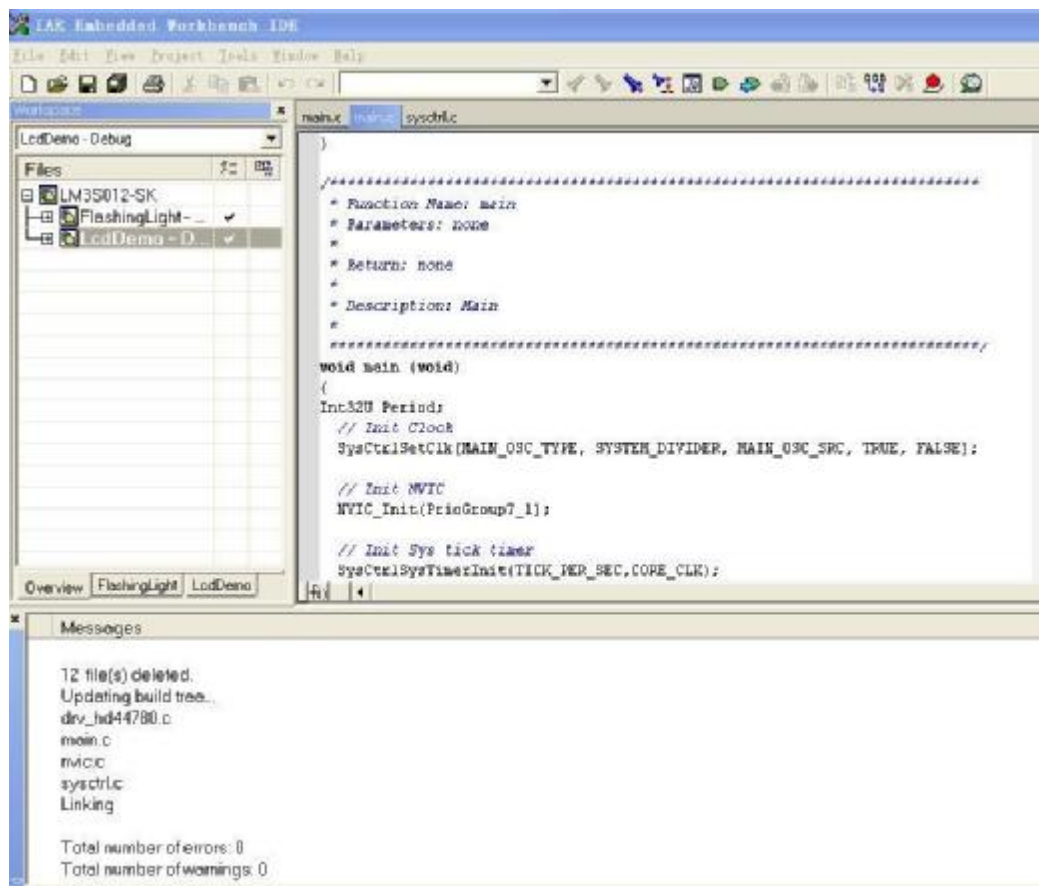 IAR Embedded Workbench IDE
File Edit View Project Tools Window Help
Workspace
LcdDemo - Debug
Files
LM3S012-SK
FlashingLight- ...
LcdDemo - D...
Overview FlashingLight LcdDemo
main.c main.c sysctrl.c
}
/*****************************************************************************
* Function Name: main
* Parameters: none
*
* Return: none
*
* Description: Main
*
*****************************************************************************/
void main (void)
{
Int32U Period;
// Init Clock
SysCtrlSetClk(MAIN_OSC_TYPE, SYSTEM_DIVIDER, MAIN_OSC_SRC, TRUE, FALSE);
// Init NVIC
NVIC_Init(PrioGroup7_1);
// Init Sys tick timer
SysCtrlSysTimerInit(TICK_PER_SEC,CORE_CLK);
Messages
12 file(s) deleted.
Updating build tree...
drv_hd44780.c
main.c
nvic.c
sysctrl.c
Linking
Total number of errors: 0
Total number of warnings: 0